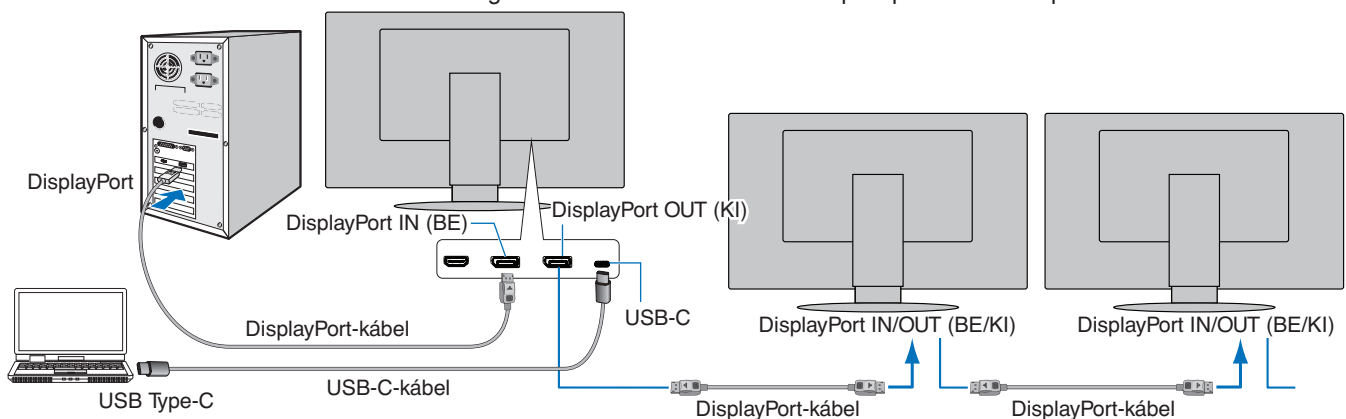 DisplayPort
DisplayPort IN (BE)
DisplayPort OUT (KI)
USB-C
DisplayPort-kábel
USB Type-C
USB-C-kábel
DisplayPort IN/OUT (BE/KI)
DisplayPort IN/OUT (BE/KI)
DisplayPort-kábel
DisplayPort-kábel